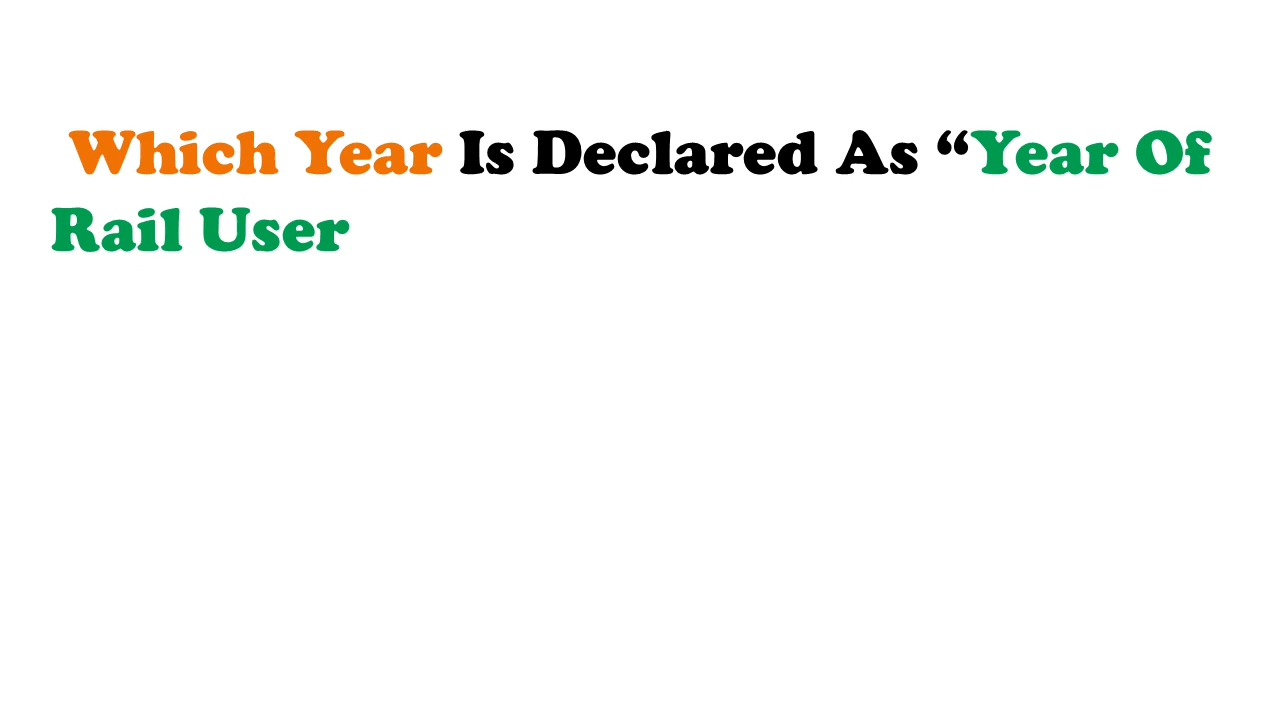 Which Year Is Declared As “Year Of
Rail User